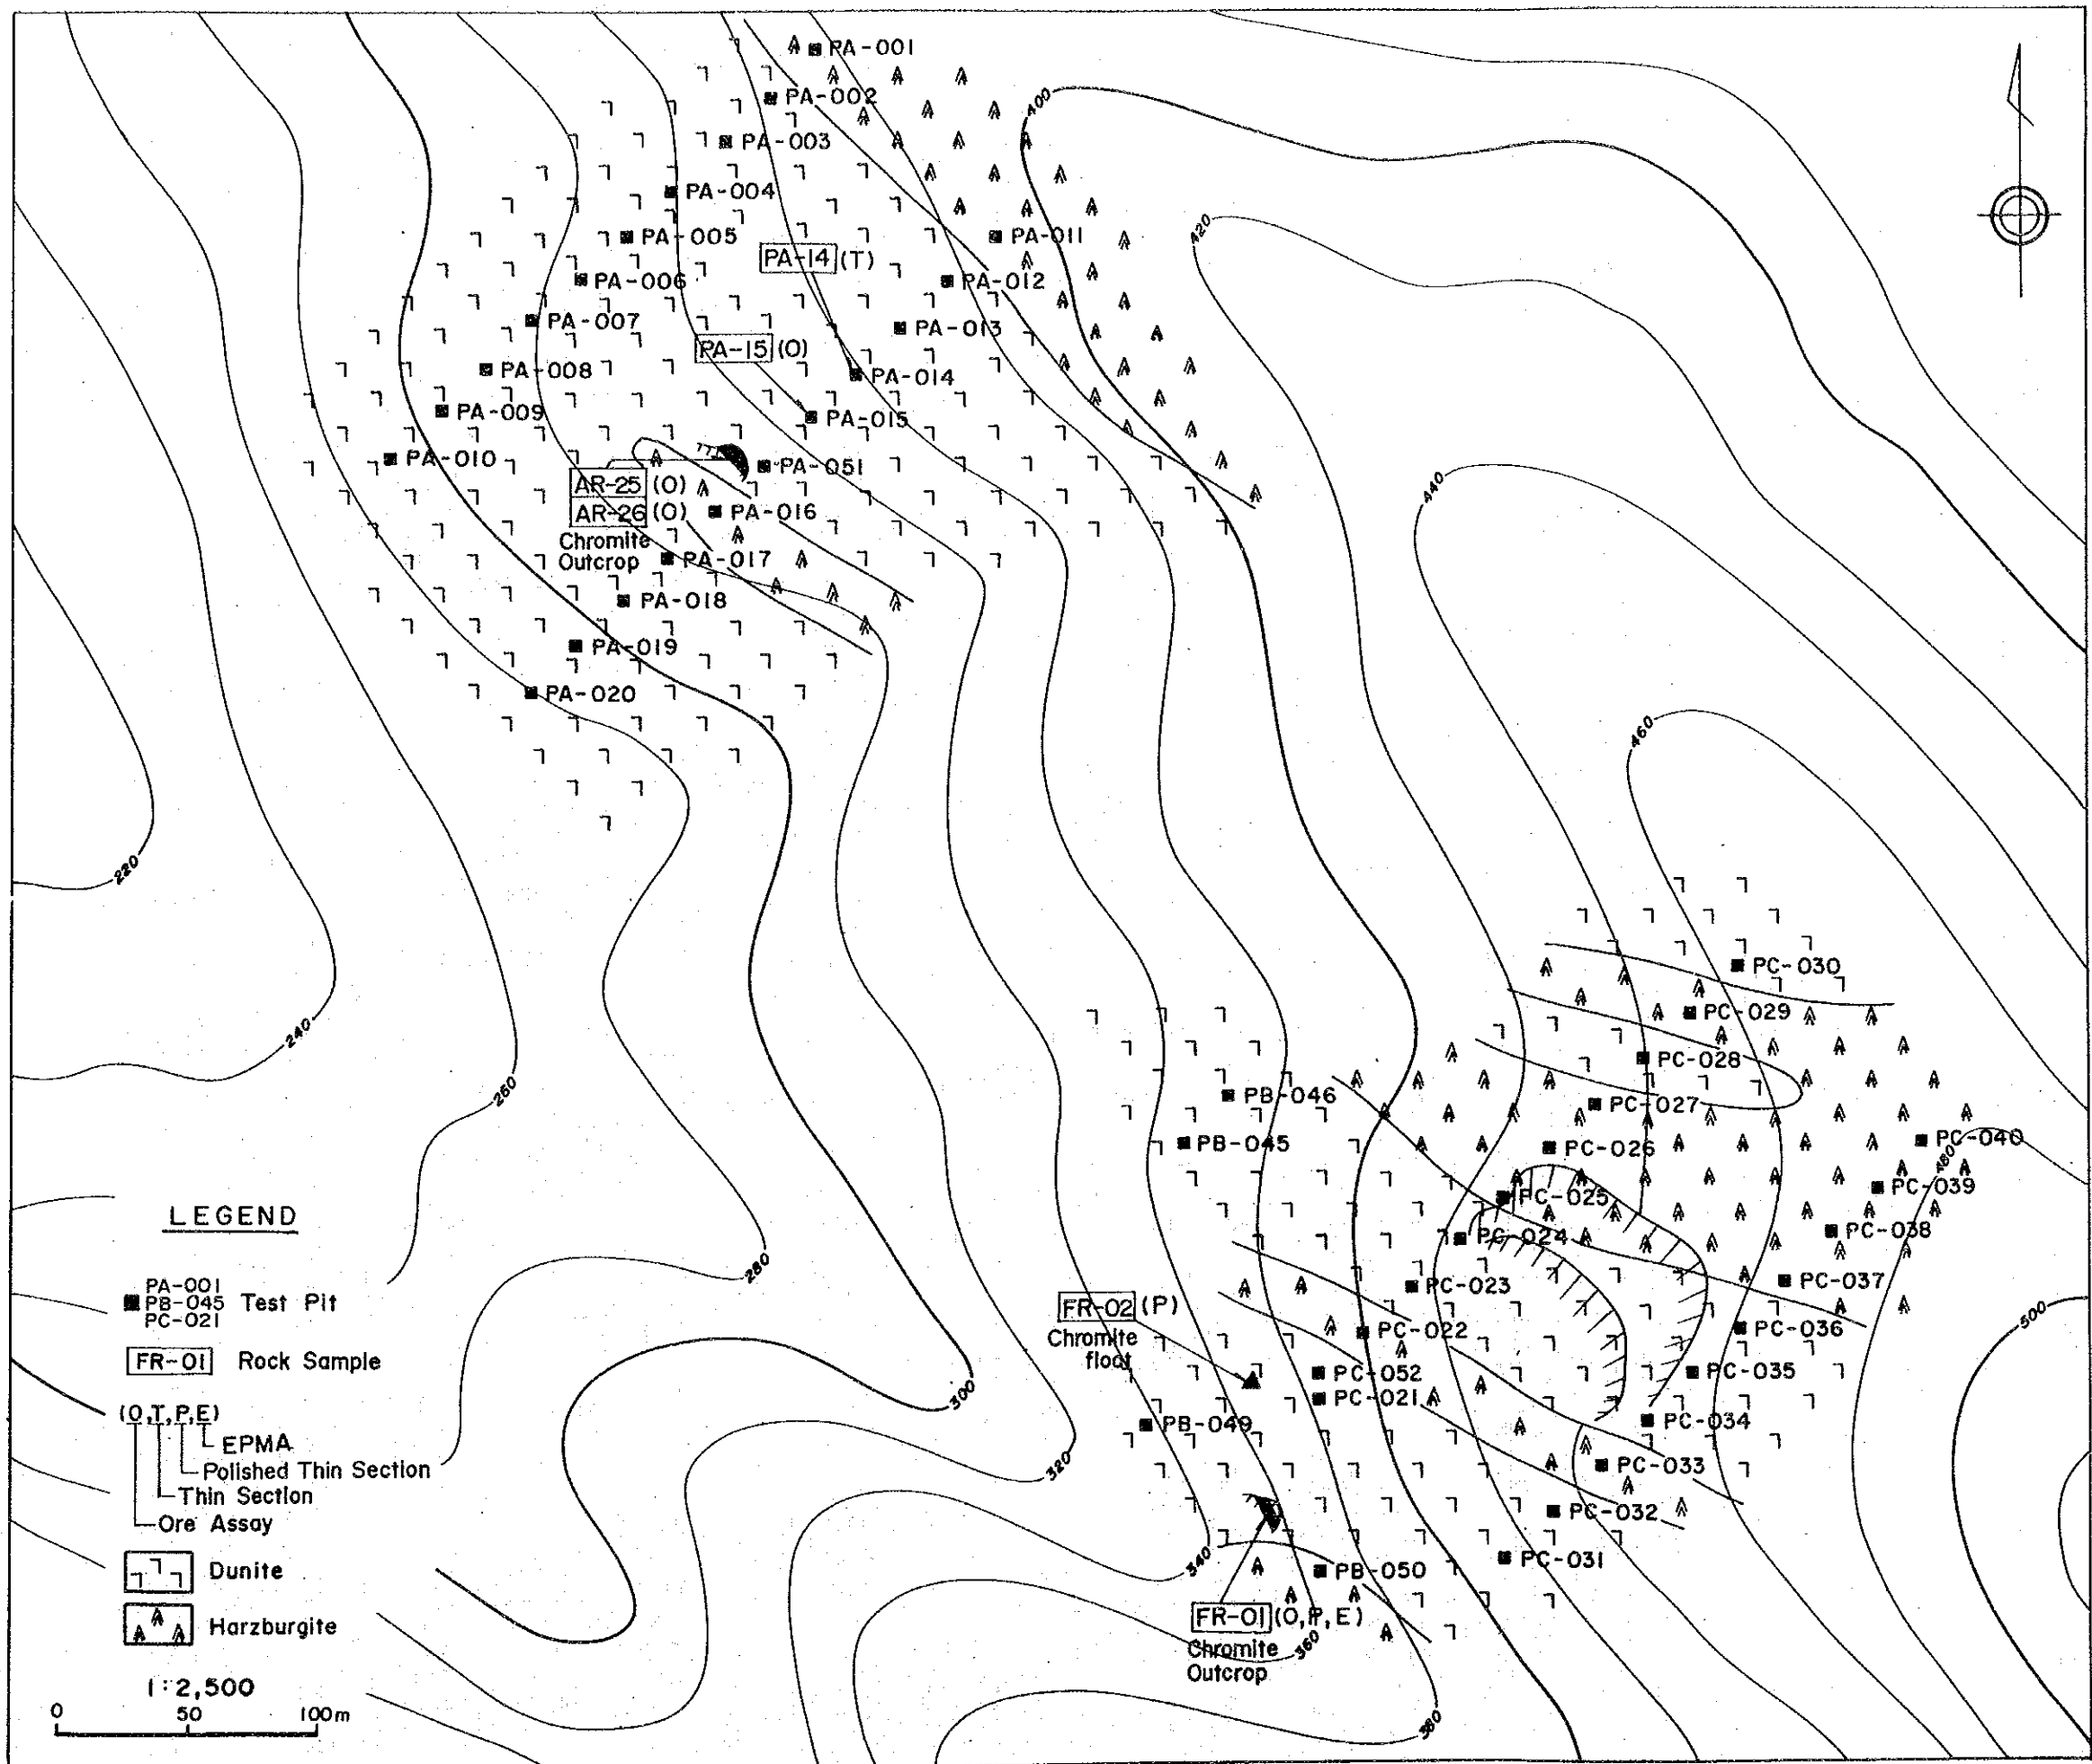 PA-001
PA-002
PA-003
PA-004
PA-005
PA-006
PA-007
PA-008
PA-009
PA-010
PA-011
PA-012
PA-013
PA-014
PA-015
PA-051
PA-016
PA-017
PA-018
PA-019
PA-020
PA-14 (T)
PA-15 (O)
AR-25 (O)
AR-26 (O)
Chromite
Outcrop
400
420
440
460
480
500
220
240
260
280
300
320
340
360
380
PC-030
PC-029
PC-028
PC-027
PC-026
PC-025
PC-024
PC-023
PC-022
PC-052
PC-021
PC-040
PC-039
PC-038
PC-037
PC-036
PC-035
PC-034
PC-033
PC-032
PC-031
PB-046
PB-045
PB-049
PB-050
FR-02 (P)
Chromite
float
FR-01 (O,P,E)
Chromite
Outcrop
LEGEND
PA-001
PB-045 Test Pit
PC-021
FR-01 Rock Sample
(O,T,P,E)
EPMA
Polished Thin Section
Thin Section
Ore Assay
Dunite
Harzburgite
1:2,500
0 50 100m